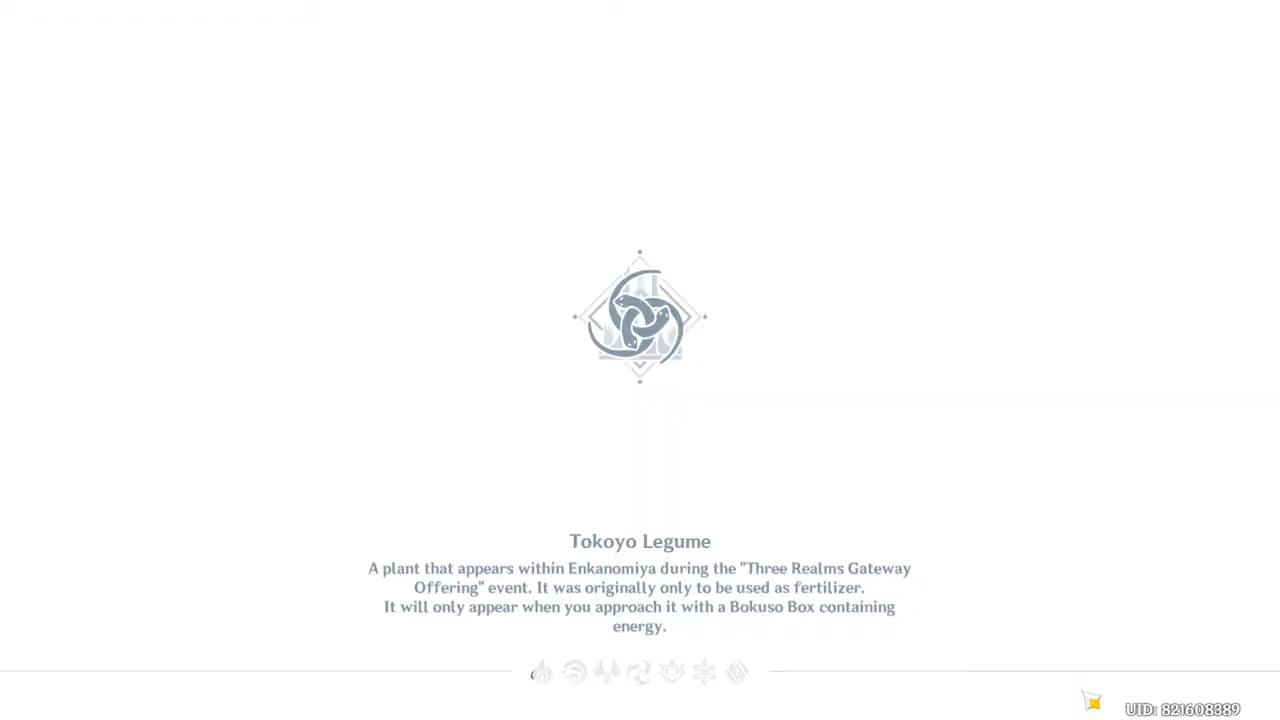 Tokoyo Legume
A plant that appears within Enkanomiya during the "Three Realms Gateway
Offering" event. It was originally only to be used as fertilizer.
It will only appear when you approach it with a Bokuso Box containing
energy.
UID: 821608389